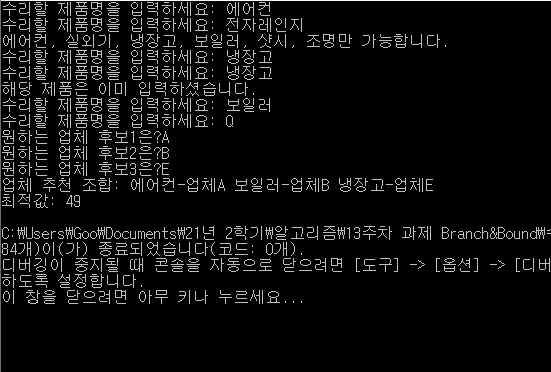 수리할 제품명을 입력하세요: 에어컨
수리할 제품명을 입력하세요: 전자레인지
에어컨, 실외기, 냉장고, 보일러, 샷시, 조명만 가능합니다.
수리할 제품명을 입력하세요: 냉장고
수리할 제품명을 입력하세요: 냉장고
해당 제품은 이미 입력하셨습니다.
수리할 제품명을 입력하세요: 보일러
수리할 제품명을 입력하세요: Q
원하는 업체 후보1은?A
원하는 업체 후보2은?B
원하는 업체 후보3은?E
업체 추천 조합: 에어컨-업체A 보일러-업체B 냉장고-업체E
최적값: 49
C:₩Users₩Goo₩Documents₩21년 2학기₩알고리즘₩13주차 과제 Branch&Bound₩
84개)이(가) 종료되었습니다(코드: 0개).
디버깅이 중지될 때 콘솔을 자동으로 닫으려면 [도구] -> [옵션] -> [디버
하도록 설정합니다.
이 창을 닫으려면 아무 키나 누르세요...